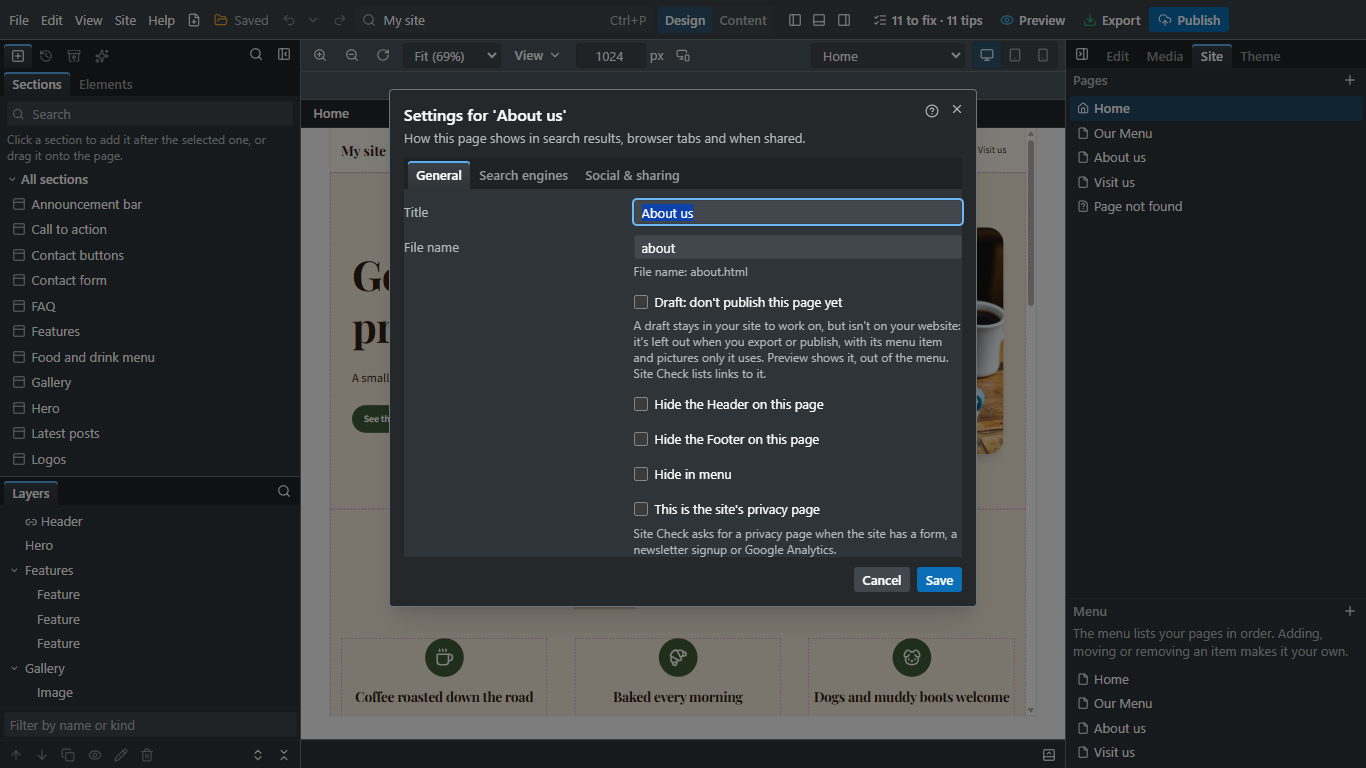 File Edit View Site Help Saved My site Ctrl+P Design Content 11 to fix · 11 tips Preview Export Publish
Fit (69%) View 1024 px Home
Edit Media Site Theme
Sections Elements
Search
Click a section to add it after the selected one, or
drag it onto the page.
All sections
Announcement bar
Call to action
Contact buttons
Contact form
FAQ
Features
Food and drink menu
Gallery
Hero
Latest posts
Logos
Layers
Header
Hero
Features
Feature
Feature
Feature
Gallery
Image
Filter by name or kind
Home
My site
Visit us
A small
See th
Settings for 'About us'
How this page shows in search results, browser tabs and when shared.
General Search engines Social & sharing
Title About us
File name about
File name: about.html
Draft: don't publish this page yet
A draft stays in your site to work on, but isn't on your website:
it's left out when you export or publish, with its menu item
and pictures only it uses. Preview shows it, out of the menu.
Site Check lists links to it.
Hide the Header on this page
Hide the Footer on this page
Hide in menu
This is the site's privacy page
Site Check asks for a privacy page when the site has a form, a
newsletter signup or Google Analytics.
Cancel Save
Coffee roasted down the road Baked every morning Dogs and muddy boots welcome
Pages
Home
Our Menu
About us
Visit us
Page not found
Menu
The menu lists your pages in order. Adding,
moving or removing an item makes it your own.
Home
Our Menu
About us
Visit us